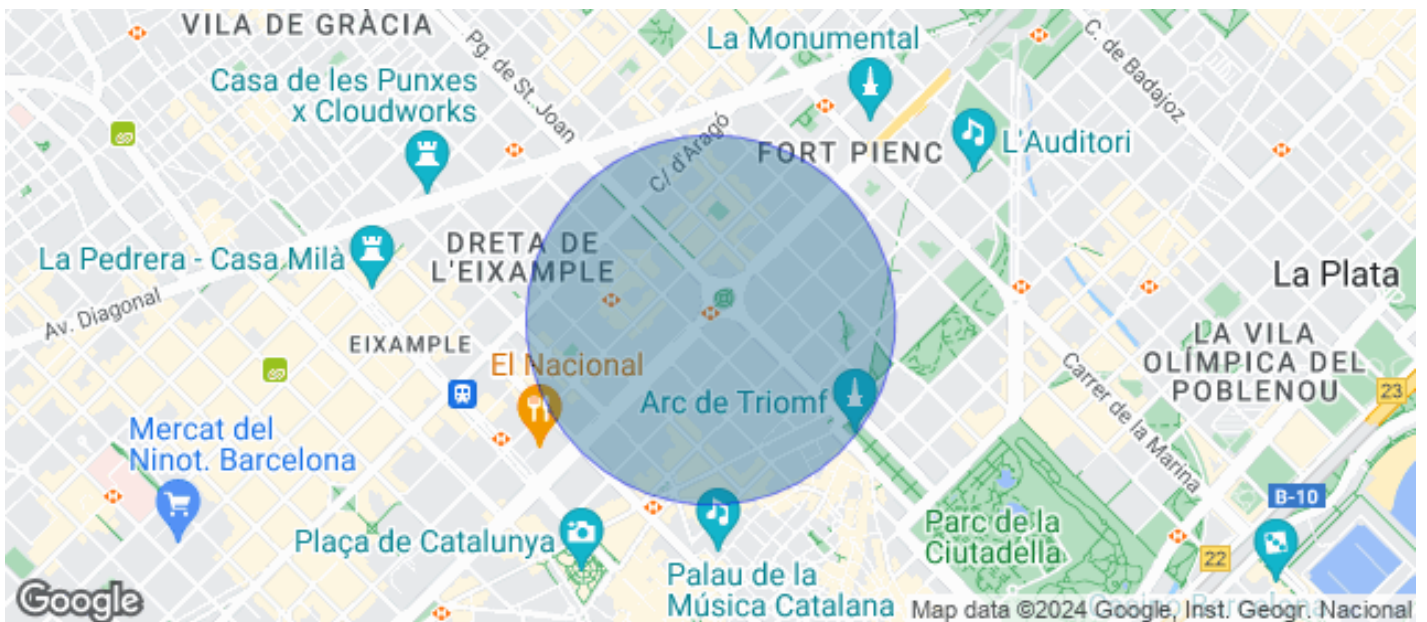 VILA DE GRÀCIA
La Monumental
Pg. de St. Joan
C. de Badajoz
Casa de les Punxes
x Cloudworks
C/ d'Aragó
FORT PIENC
L'Auditori
DRETA DE
L'EIXAMPLE
La Pedrera - Casa Milà
La Plata
Av. Diagonal
EIXAMPLE
LA VILA
OLÍMPICA DEL
POBLENOU
El Nacional
Arc de Triomf
Carrer de la Marina
23
Mercat del
Ninot. Barcelona
B-10
Plaça de Catalunya
Parc de la
Ciutadella
22
Palau de la
Música Catalana
Google
Map data ©2024 Google, Inst. Geogr. Nacional